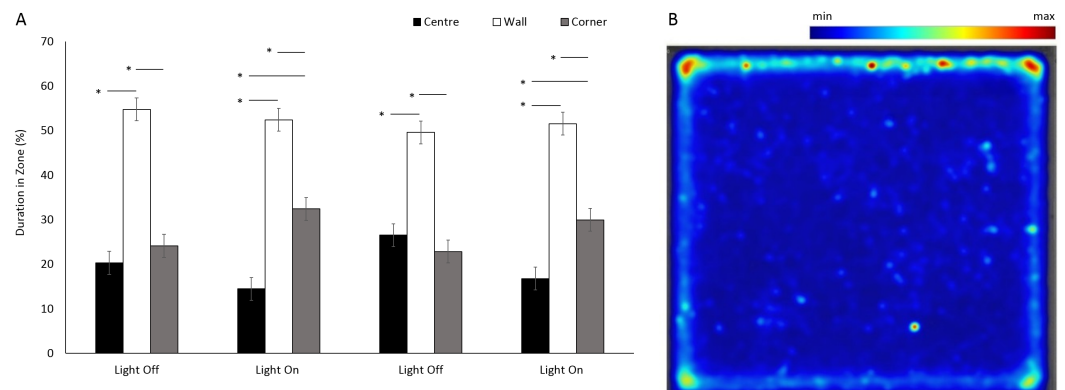 A
Centre Wall Corner
70
60
50
40
30
20
10
0
Duration in Zone (%)
* * * * * * * * * *
Light Off Light On Light Off Light On
B
min max